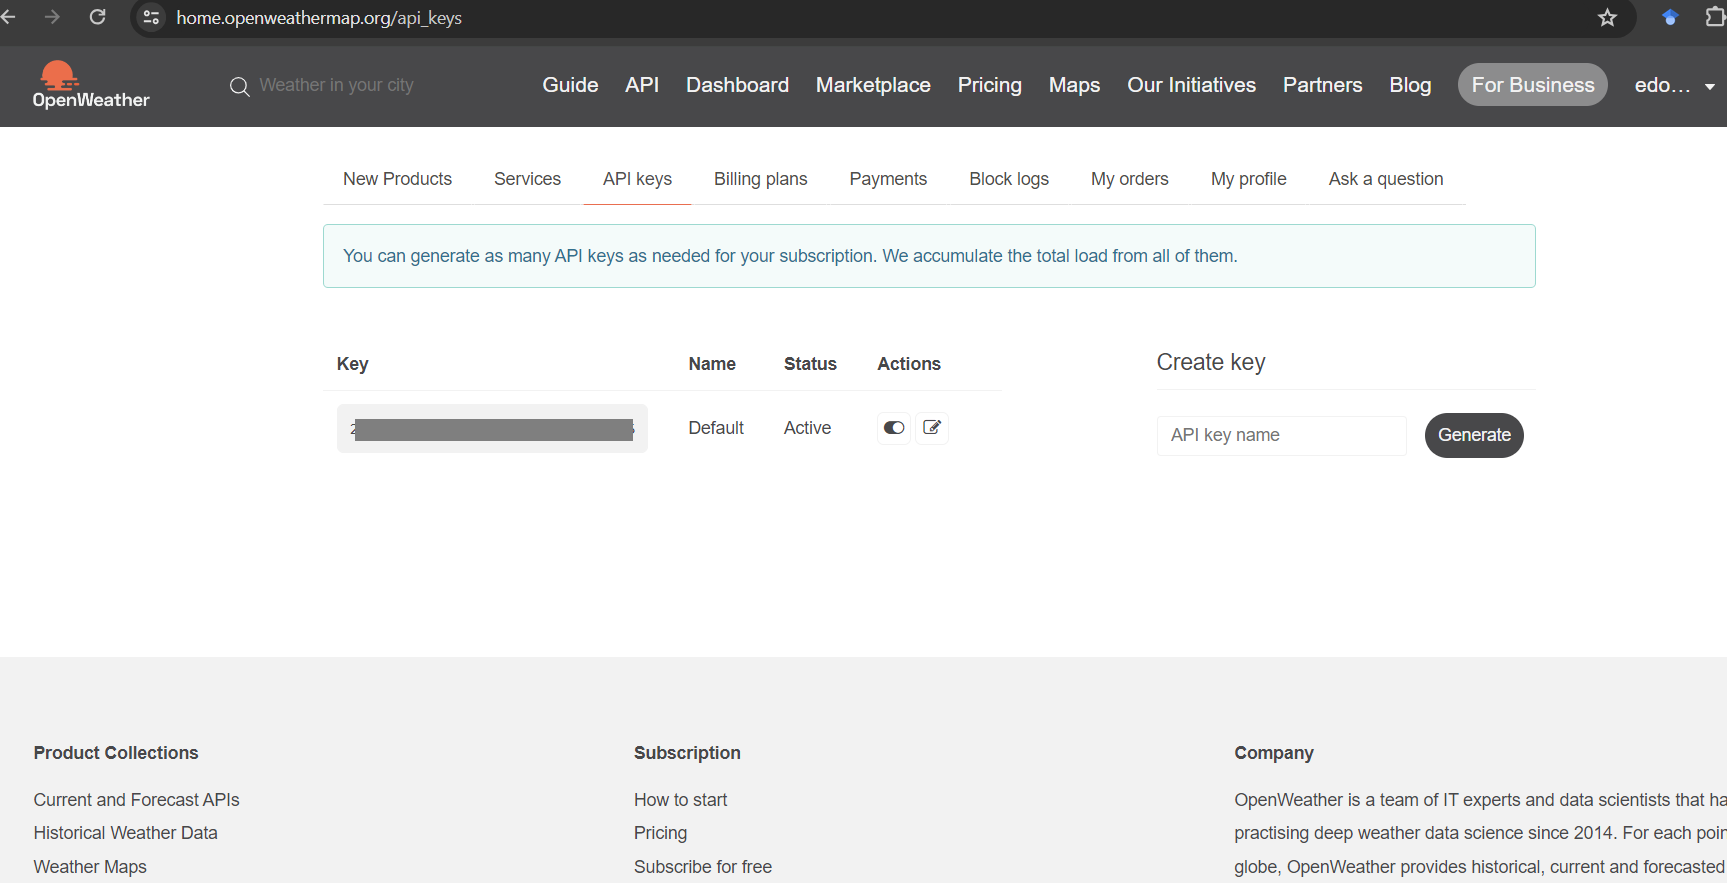 home.openweathermap.org/api_keys
OpenWeather
Weather in your city
Guide API Dashboard Marketplace Pricing Maps Our Initiatives Partners Blog For Business edo...
New Products Services API keys Billing plans Payments Block logs My orders My profile Ask a question
You can generate as many API keys as needed for your subscription. We accumulate the total load from all of them.
Key Name Status Actions
Default Active
Create key
API key name Generate
Product Collections
Current and Forecast APIs
Historical Weather Data
Weather Maps
Subscription
How to start
Pricing
Subscribe for free
Company
OpenWeather is a team of IT experts and data scientists that ha
practising deep weather data science since 2014. For each poin
globe, OpenWeather provides historical, current and forecasted